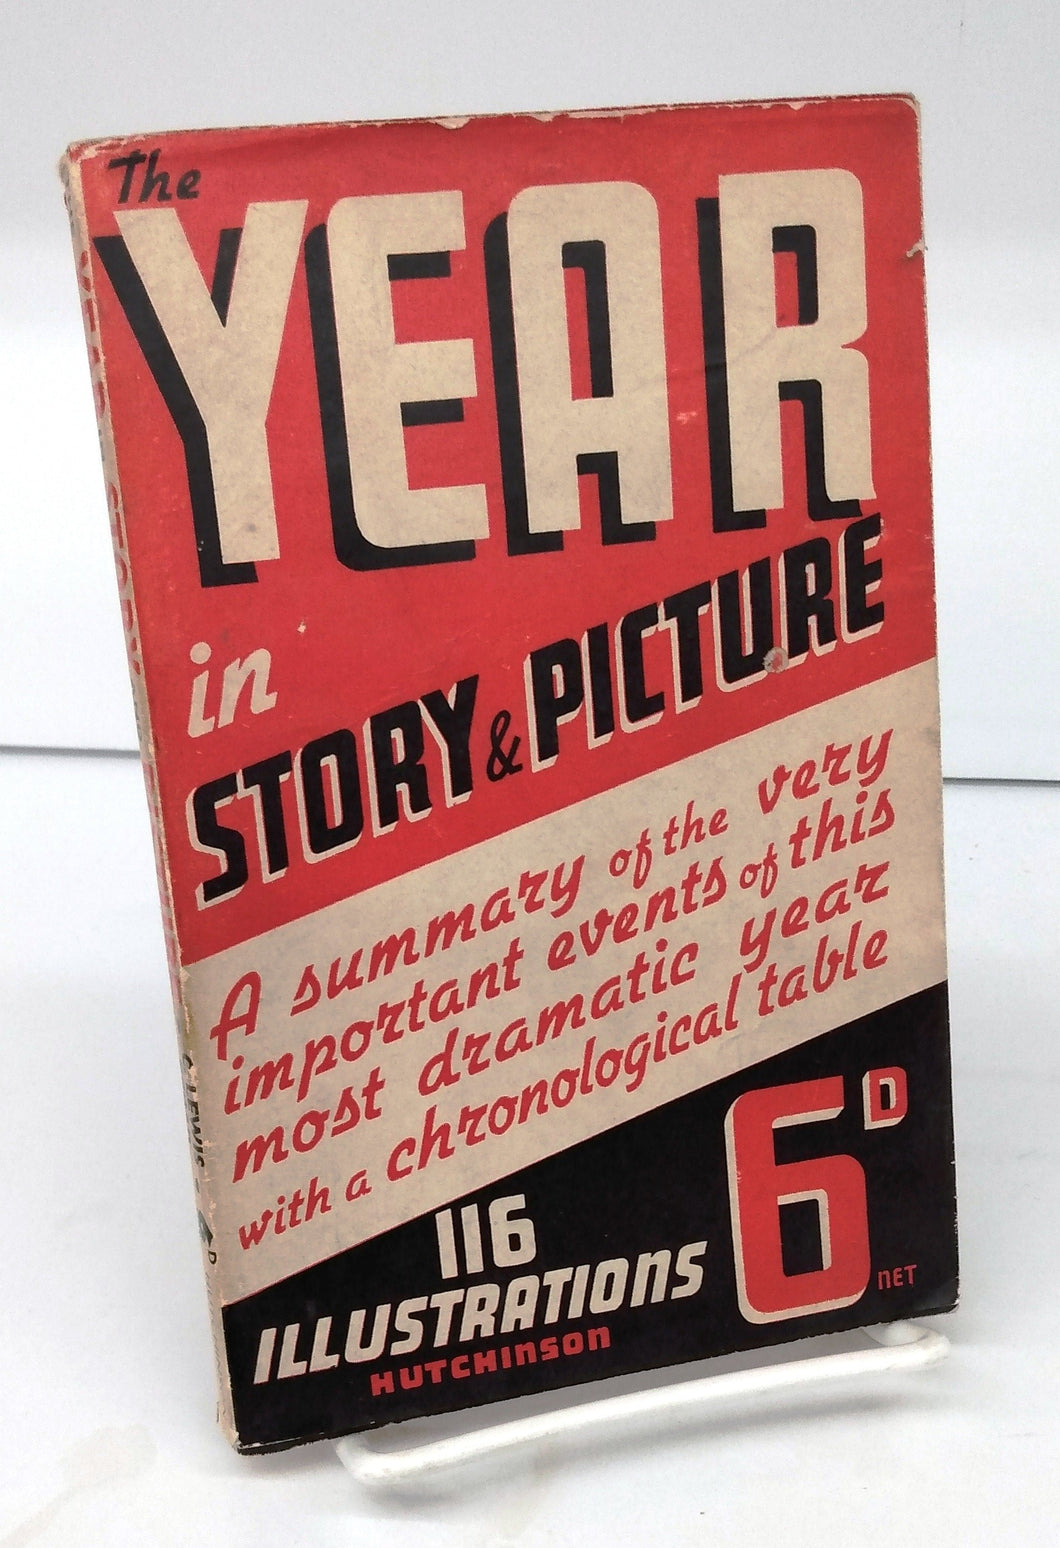 The
YEAR
in
STORY & PICTURE
A summary of the very
important events of this
most dramatic year
with a chronological table
116
ILLUSTRATIONS
HUTCHINSON
6D
NET
C. LEWIS